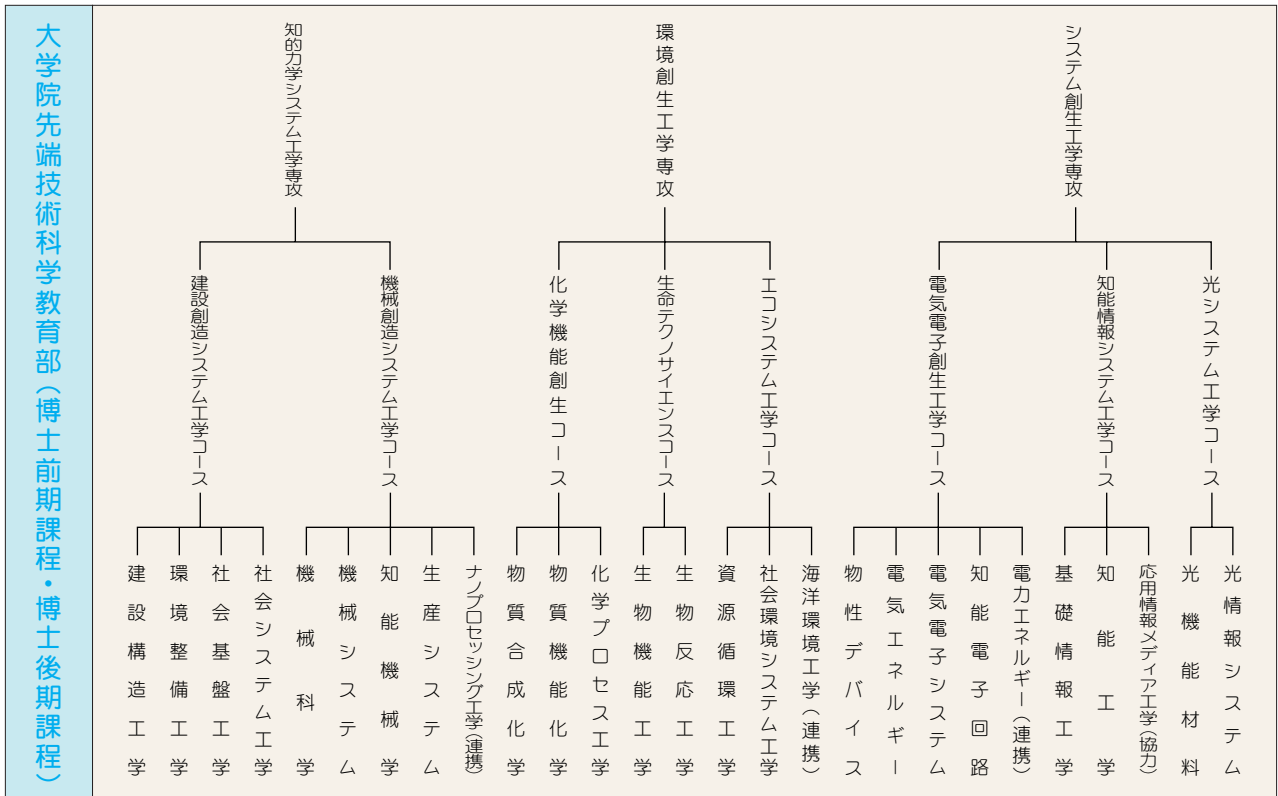 大学院先端技術科学教育部（博士前期課程・博士後期課程）
知的力学システム工学専攻
建設創造システム工学コース
建設構造工学
環境整備工学
社会基盤工学
社会システム工学
機械創造システム工学コース
機械科学
機械システム
知能機械学
生産システム
ナノプロセッシング工学（連携）
環境創生工学専攻
化学機能創生コース
物質合成化学
物質機能化学
化学プロセス工学
生命テクノサイエンスコース
生物機能工学
生物反応工学
エコシステム工学コース
資源循環工学
社会環境システム工学
海洋環境工学（連携）
システム創生工学専攻
電気電子創生工学コース
物性デバイス
電気エネルギー
電気電子システム
知能電子回路
電力エネルギー（連携）
知能情報システム工学コース
基礎情報工学
知能工学
応用情報メディア工学（協力）
光システム工学コース
光機能材料
光情報システム